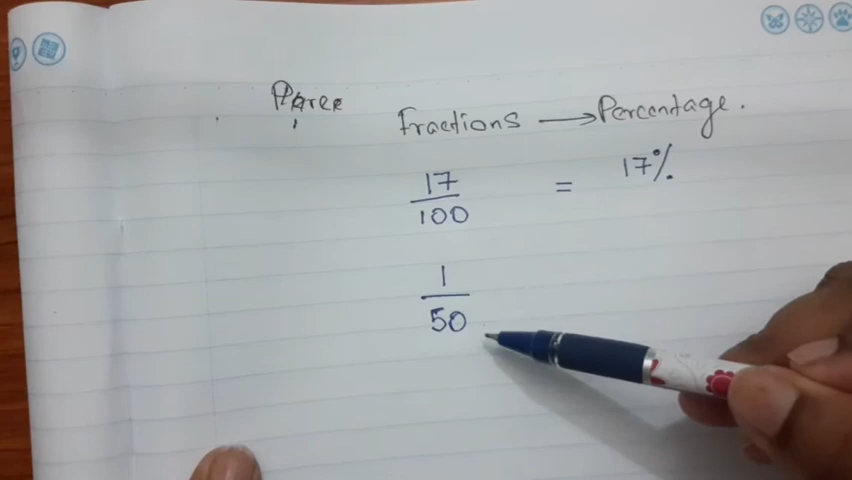 Fractions → Percentage.
17/100 = 17%
1/50